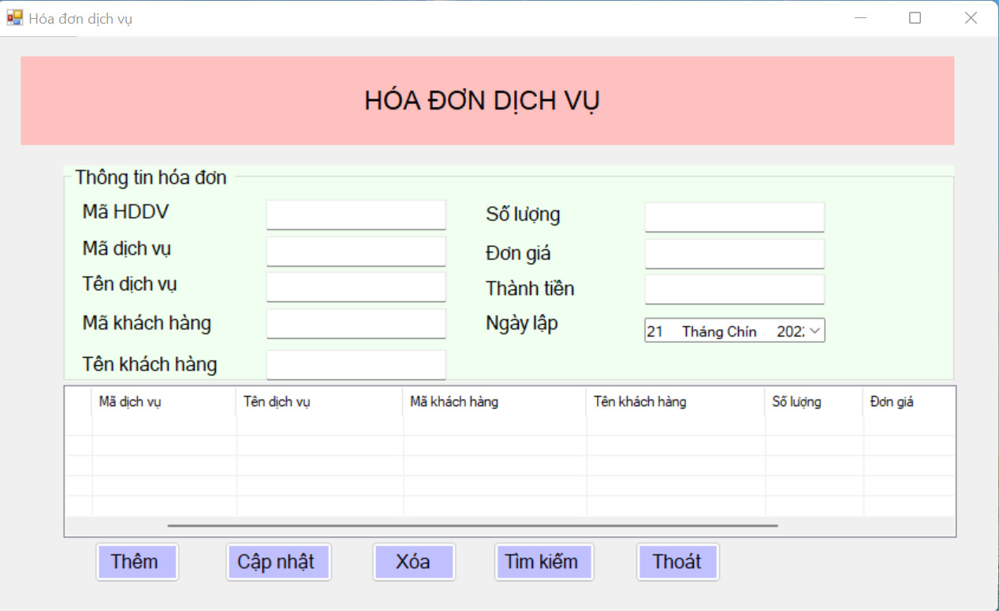 Hóa đơn dịch vụ
HÓA ĐƠN DỊCH VỤ
Thông tin hóa đơn
Mã HDDV
Số lượng
Mã dịch vụ
Đơn giá
Tên dịch vụ
Thành tiền
Mã khách hàng
Ngày lập
21 Tháng Chín 2022
Tên khách hàng
Mã dịch vụ Tên dịch vụ Mã khách hàng Tên khách hàng Số lượng Đơn giá
Thêm Cập nhật Xóa Tìm kiếm Thoát